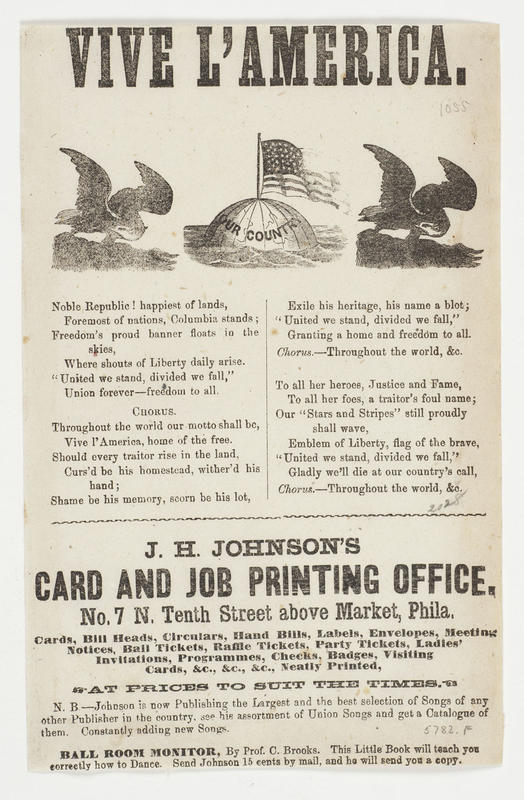 VIVE L'AMERICA.
1055
OUR COUNTRY
Noble Republic! happiest of lands,
Foremost of nations, Columbia stands;
Freedom's proud banner floats in the
skies,
Where shouts of Liberty daily arise.
"United we stand, divided we fall,"
Union forever—freedom to all.
CHORUS.
Throughout the world our motto shall be,
Vive l'America, home of the free.
Should every traitor rise in the land,
Curs'd be his homestead, wither'd his
hand;
Shame be his memory, scorn be his lot,
Exile his heritage, his name a blot;
"United we stand, divided we fall,"
Granting a home and freedom to all.
Chorus.—Throughout the world, &c.
To all her heroes, Justice and Fame,
To all her foes, a traitor's foul name;
Our "Stars and Stripes" still proudly
shall wave,
Emblem of Liberty, flag of the brave,
"United we stand, divided we fall,"
Gladly we'll die at our country's call,
Chorus.—Throughout the world, &c.
2028
J. H. JOHNSON'S
CARD AND JOB PRINTING OFFICE,
No. 7 N. Tenth Street above Market, Phila.
Cards, Bill Heads, Circulars, Hand Bills, Labels, Envelopes, Meeting
Notices, Ball Tickets, Raffle Tickets, Party Tickets, Ladies'
Invitations, Programmes, Checks, Badges, Visiting
Cards, &c., &c., &c., Neatly Printed,
AT PRICES TO SUIT THE TIMES.
N. B—Johnson is now Publishing the Largest and the best selection of Songs of any
other Publisher in the country, see his assortment of Union Songs and get a Catalogue of
them. Constantly adding new Songs.
5782.F
BALL ROOM MONITOR, By Prof. C. Brooks. This Little Book will teach you
correctly how to Dance. Send Johnson 15 cents by mail, and he will send you a copy.